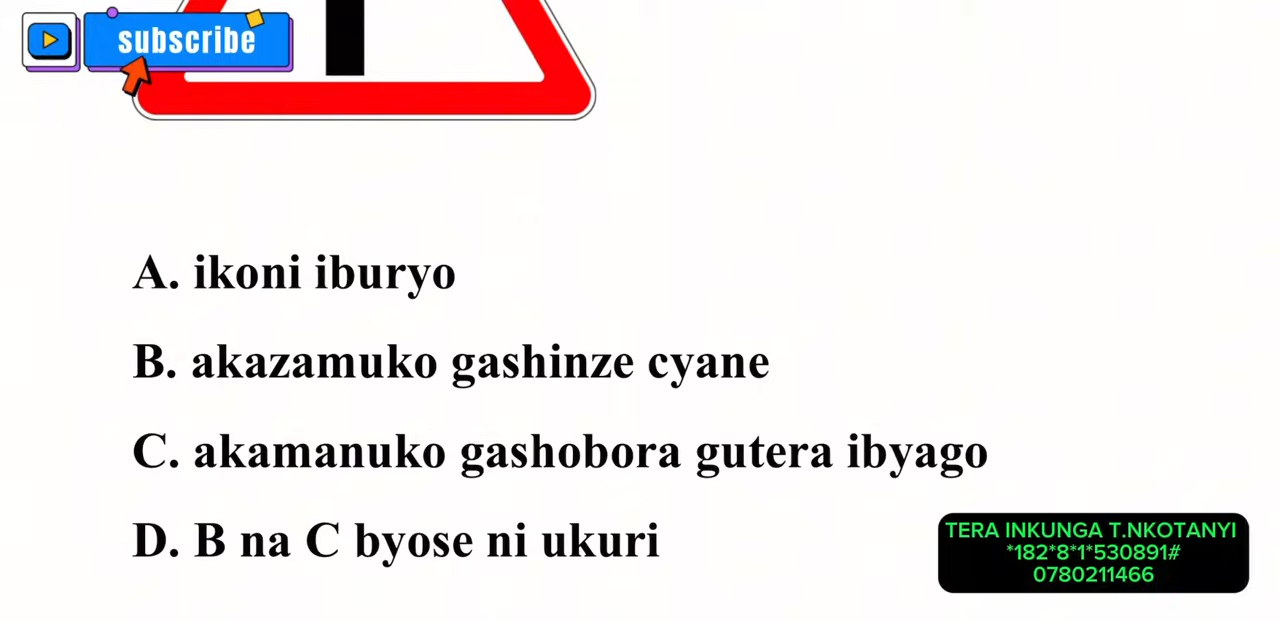 subscribe
A. ikoni iburyo
B. akazamuko gashinze cyane
C. akamanuko gashobora gutera ibyago
D. B na C byose ni ukuri
TERA INKUNGA T.NKOTANYI
*182*8*1*530891#
0780211466